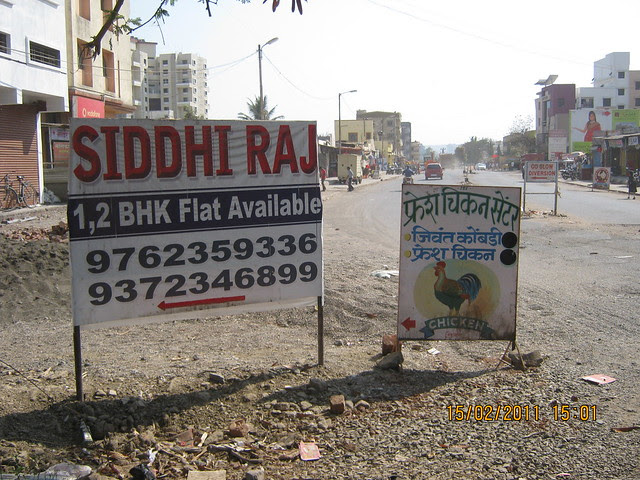 SIDDHI RAJ
1,2 BHK Flat Available
9762359336
9372346899
फ्रेश चिकन सेंटर
जिवंत कोंबडी
फ्रेश चिकन
CHICKEN
DIVERSION
15/02/2011 15:01